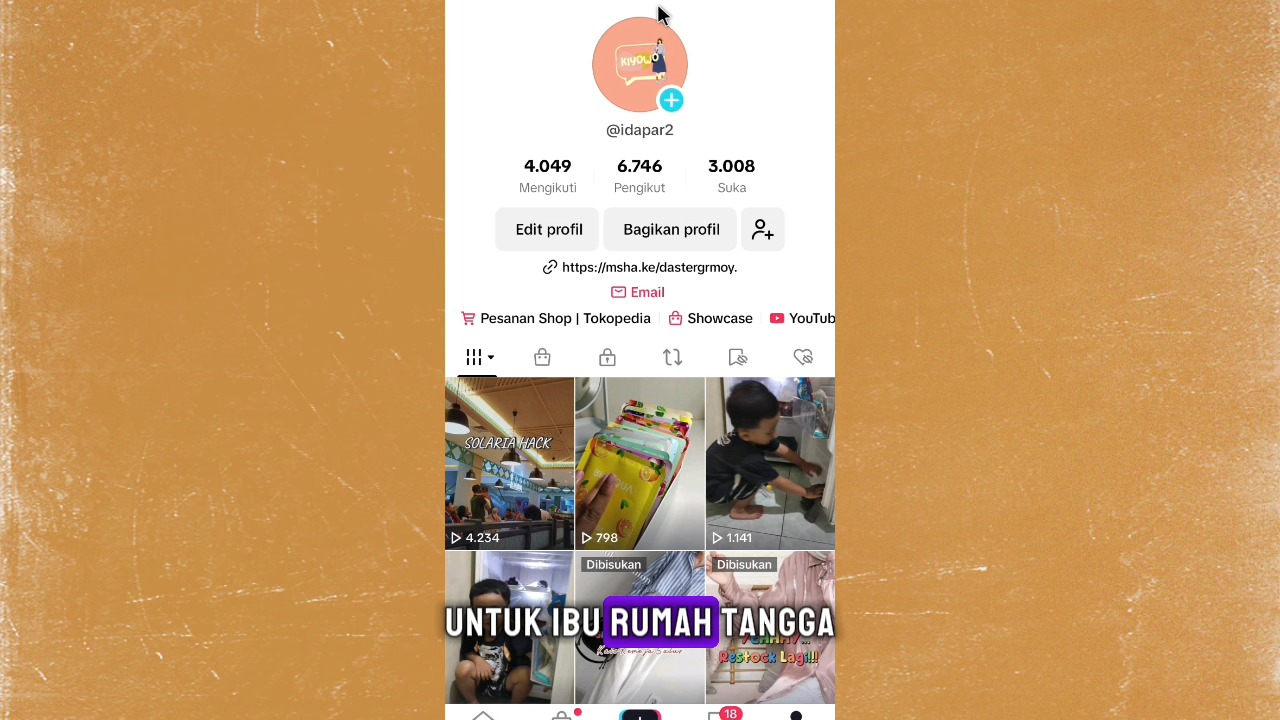 KIYOWO
@idapar2
4.049 6.746 3.008
Mengikuti Pengikut Suka
Edit profil Bagikan profil
https://msha.ke/dastergrmoy.
Email
Pesanan Shop | Tokopedia Showcase YouTub
SOLARIA HACK
4.234 798 1.141
Dibisukan Dibisukan
UNTUK IBU RUMAH TANGGA
Restock Lagi!!!
18